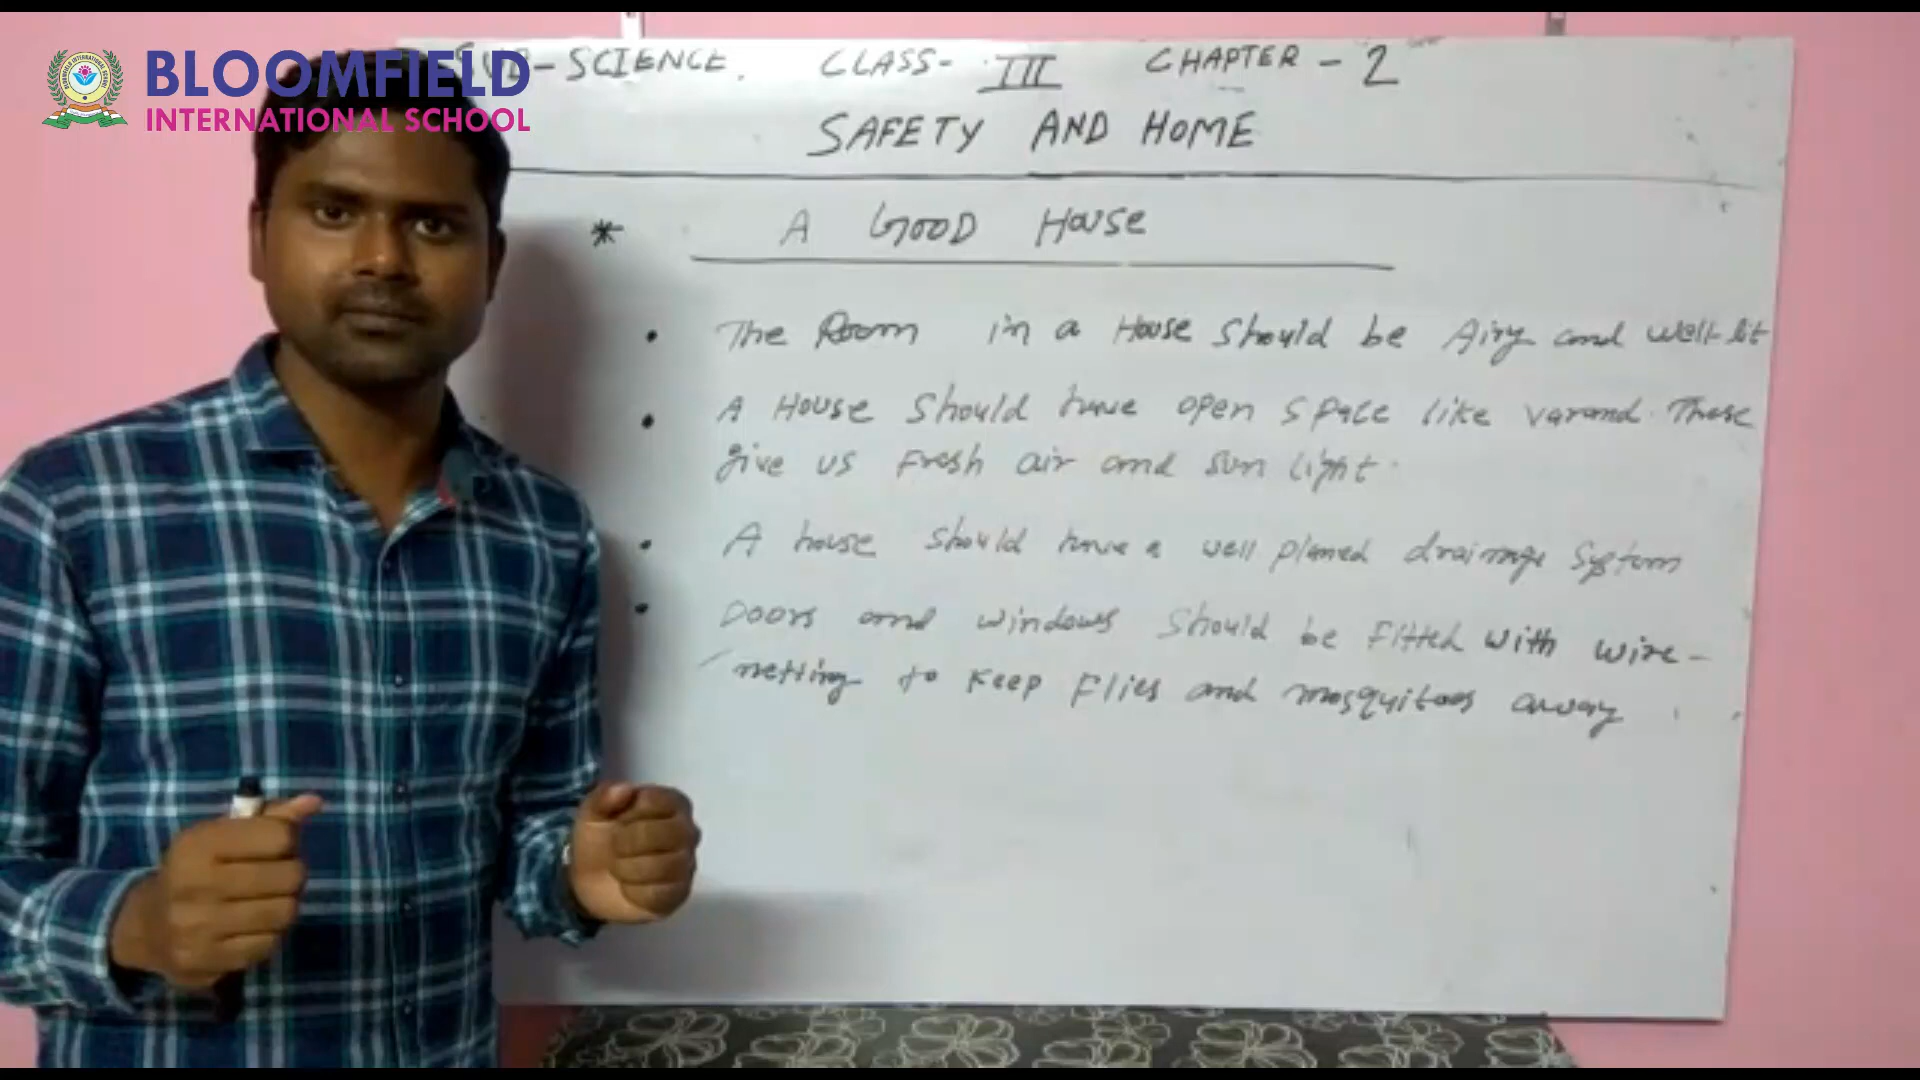 BLOOMFIELD
INTERNATIONAL SCHOOL
SUB-SCIENCE. CLASS- III CHAPTER - 2
SAFETY AND HOME
* A GOOD HOUSE
• The Room in a House should be Airy and well-lit
• A House should have open space like varand. These
give us fresh air and sun light.
• A house should have a well planed drainage system
• Doors and windows should be fitted with wire-
netting to keep flies and mosquitoes away.